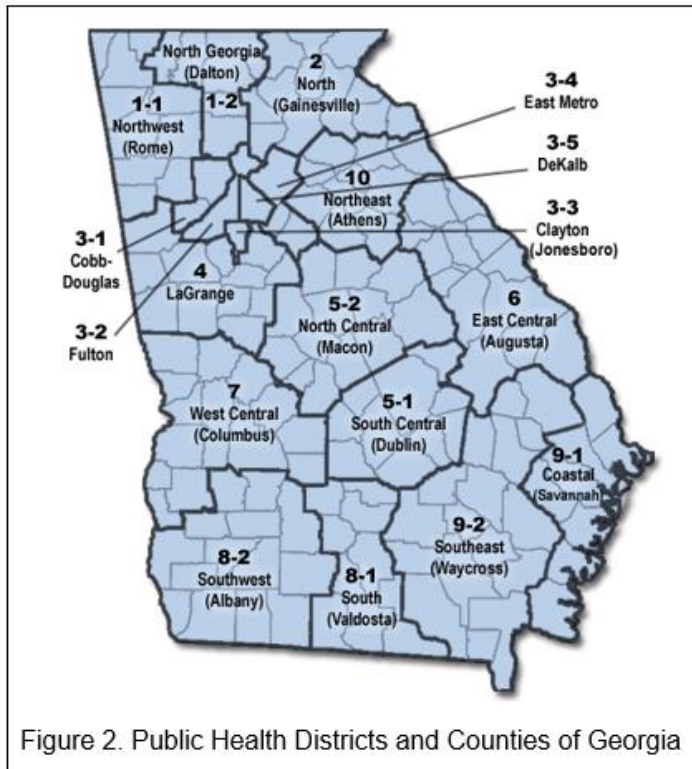 North Georgia
(Dalton)
1-2
2
North
(Gainesville)
1-1
Northwest
(Rome)
3-4
East Metro
3-5
DeKalb
10
Northeast
(Athens)
3-3
Clayton
(Jonesboro)
3-1
Cobb-
Douglas
3-2
Fulton
4
LaGrange
5-2
North Central
(Macon)
6
East Central
(Augusta)
7
West Central
(Columbus)
5-1
South Central
(Dublin)
9-1
Coastal
(Savannah)
9-2
Southeast
(Waycross)
8-2
Southwest
(Albany)
8-1
South
(Valdosta)
Figure 2. Public Health Districts and Counties of Georgia